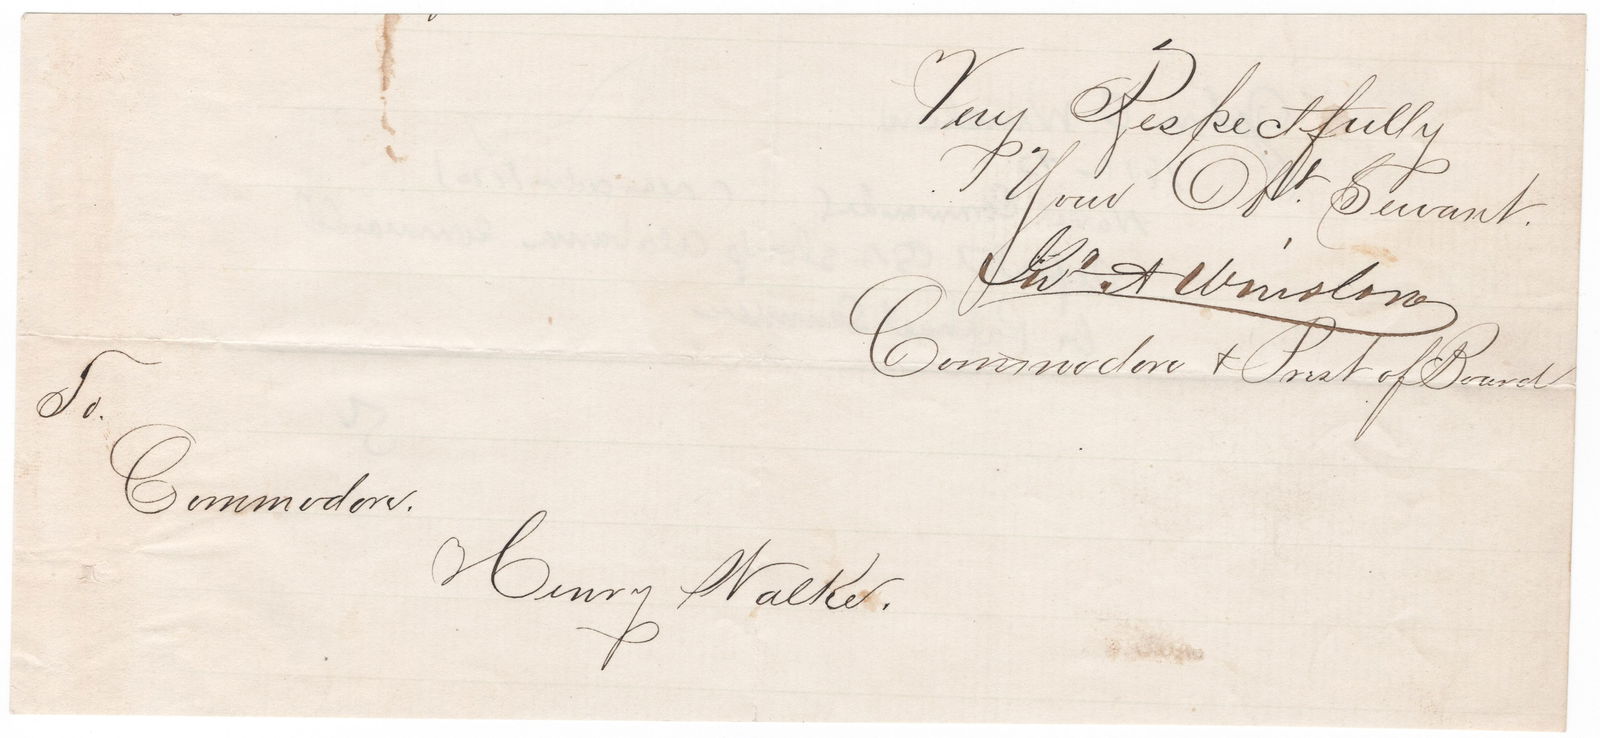 Very Respectfully
Your Obt. Servant.
Jno. A Winslow
Commodore & Prest of Board
To.
Commodore.
Henry Walke.